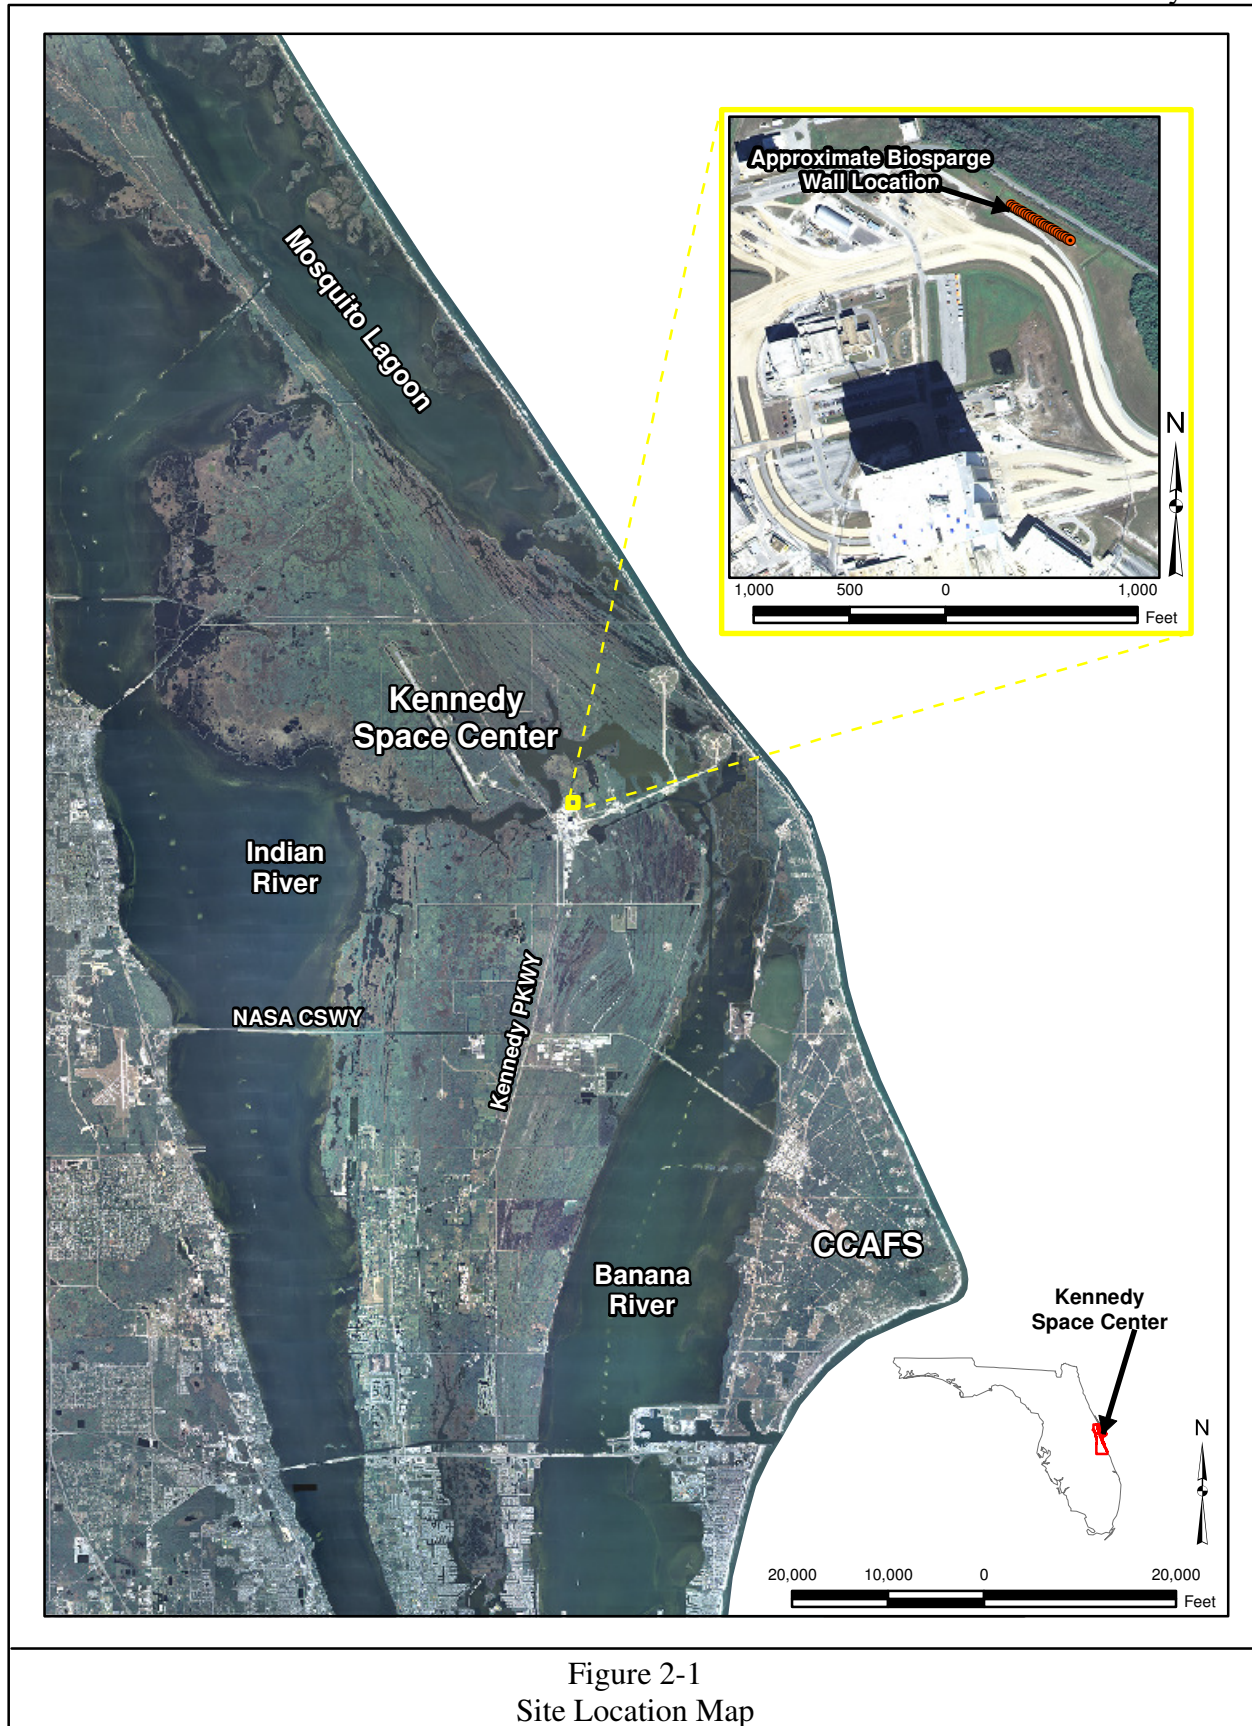 Approximate Biosparge
Wall Location
N
1,000 500 0 1,000
Feet
Mosquito Lagoon
Kennedy
Space Center
Indian
River
NASA CSWY
Kennedy PKWY
CCAFS
Banana
River
Kennedy
Space Center
N
20,000 10,000 0 20,000
Feet
Figure 2-1
Site Location Map